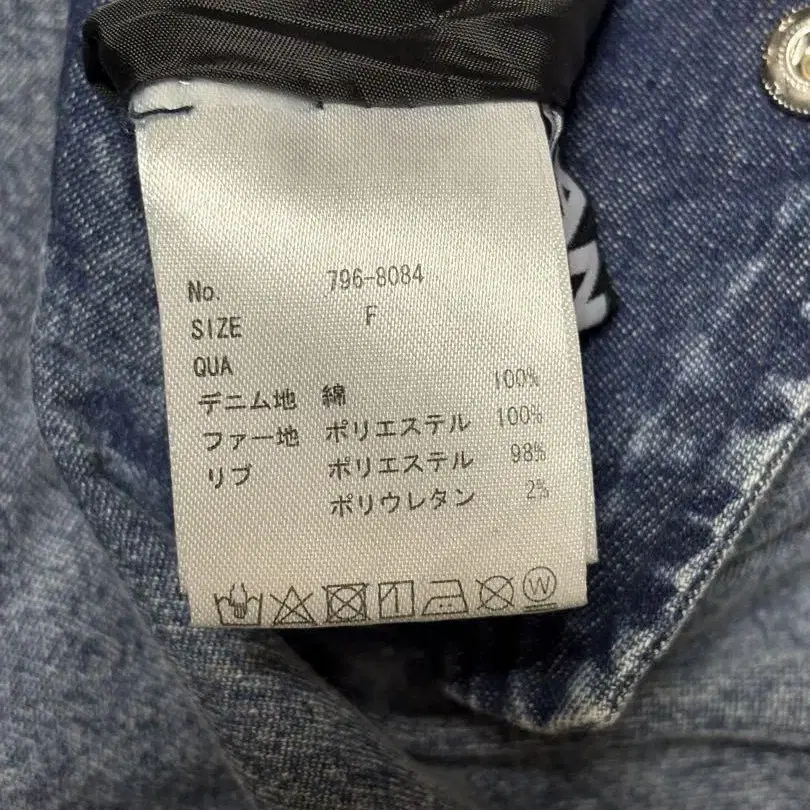 No. 796-8084
SIZE F
QUA
デニム地 綿 100%
ファー地 ポリエステル 100%
リブ ポリエステル 98%
ポリウレタン 2%
W